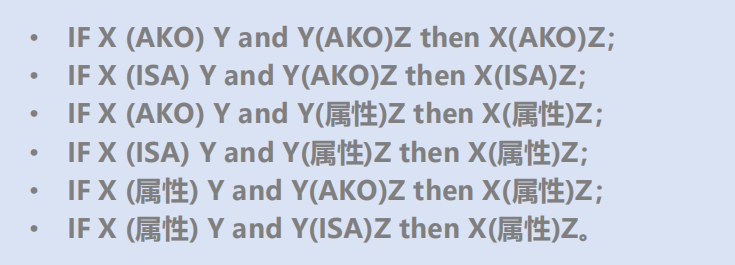 • IF X (AKO) Y and Y(AKO)Z then X(AKO)Z;
• IF X (ISA) Y and Y(AKO)Z then X(ISA)Z;
• IF X (AKO) Y and Y(属性)Z then X(属性)Z;
• IF X (ISA) Y and Y(属性)Z then X(属性)Z;
• IF X (属性) Y and Y(AKO)Z then X(属性)Z;
• IF X (属性) Y and Y(ISA)Z then X(属性)Z。